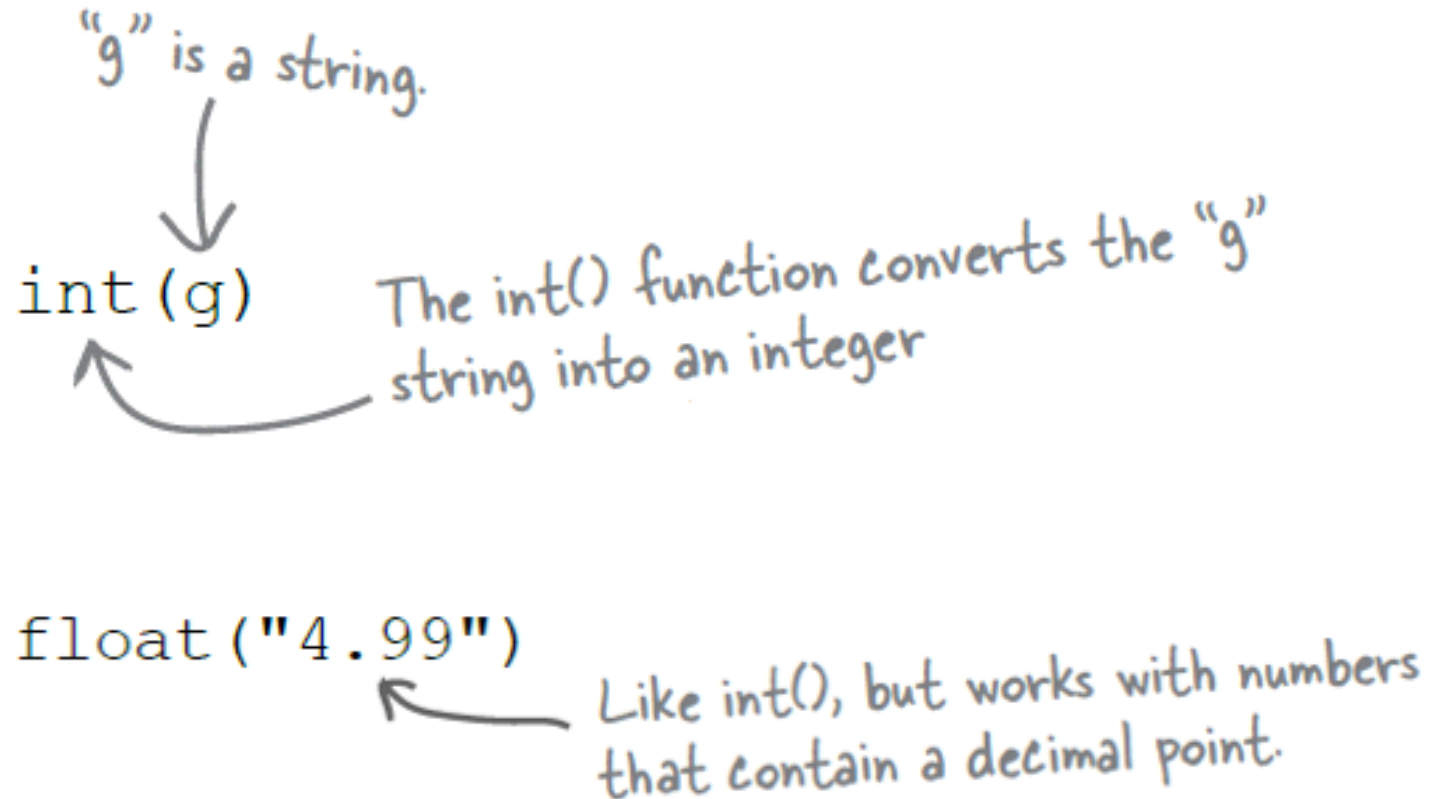 “g” is a string.
int(g)
The int() function converts the “g”
string into an integer
float("4.99")
Like int(), but works with numbers
that contain a decimal point.